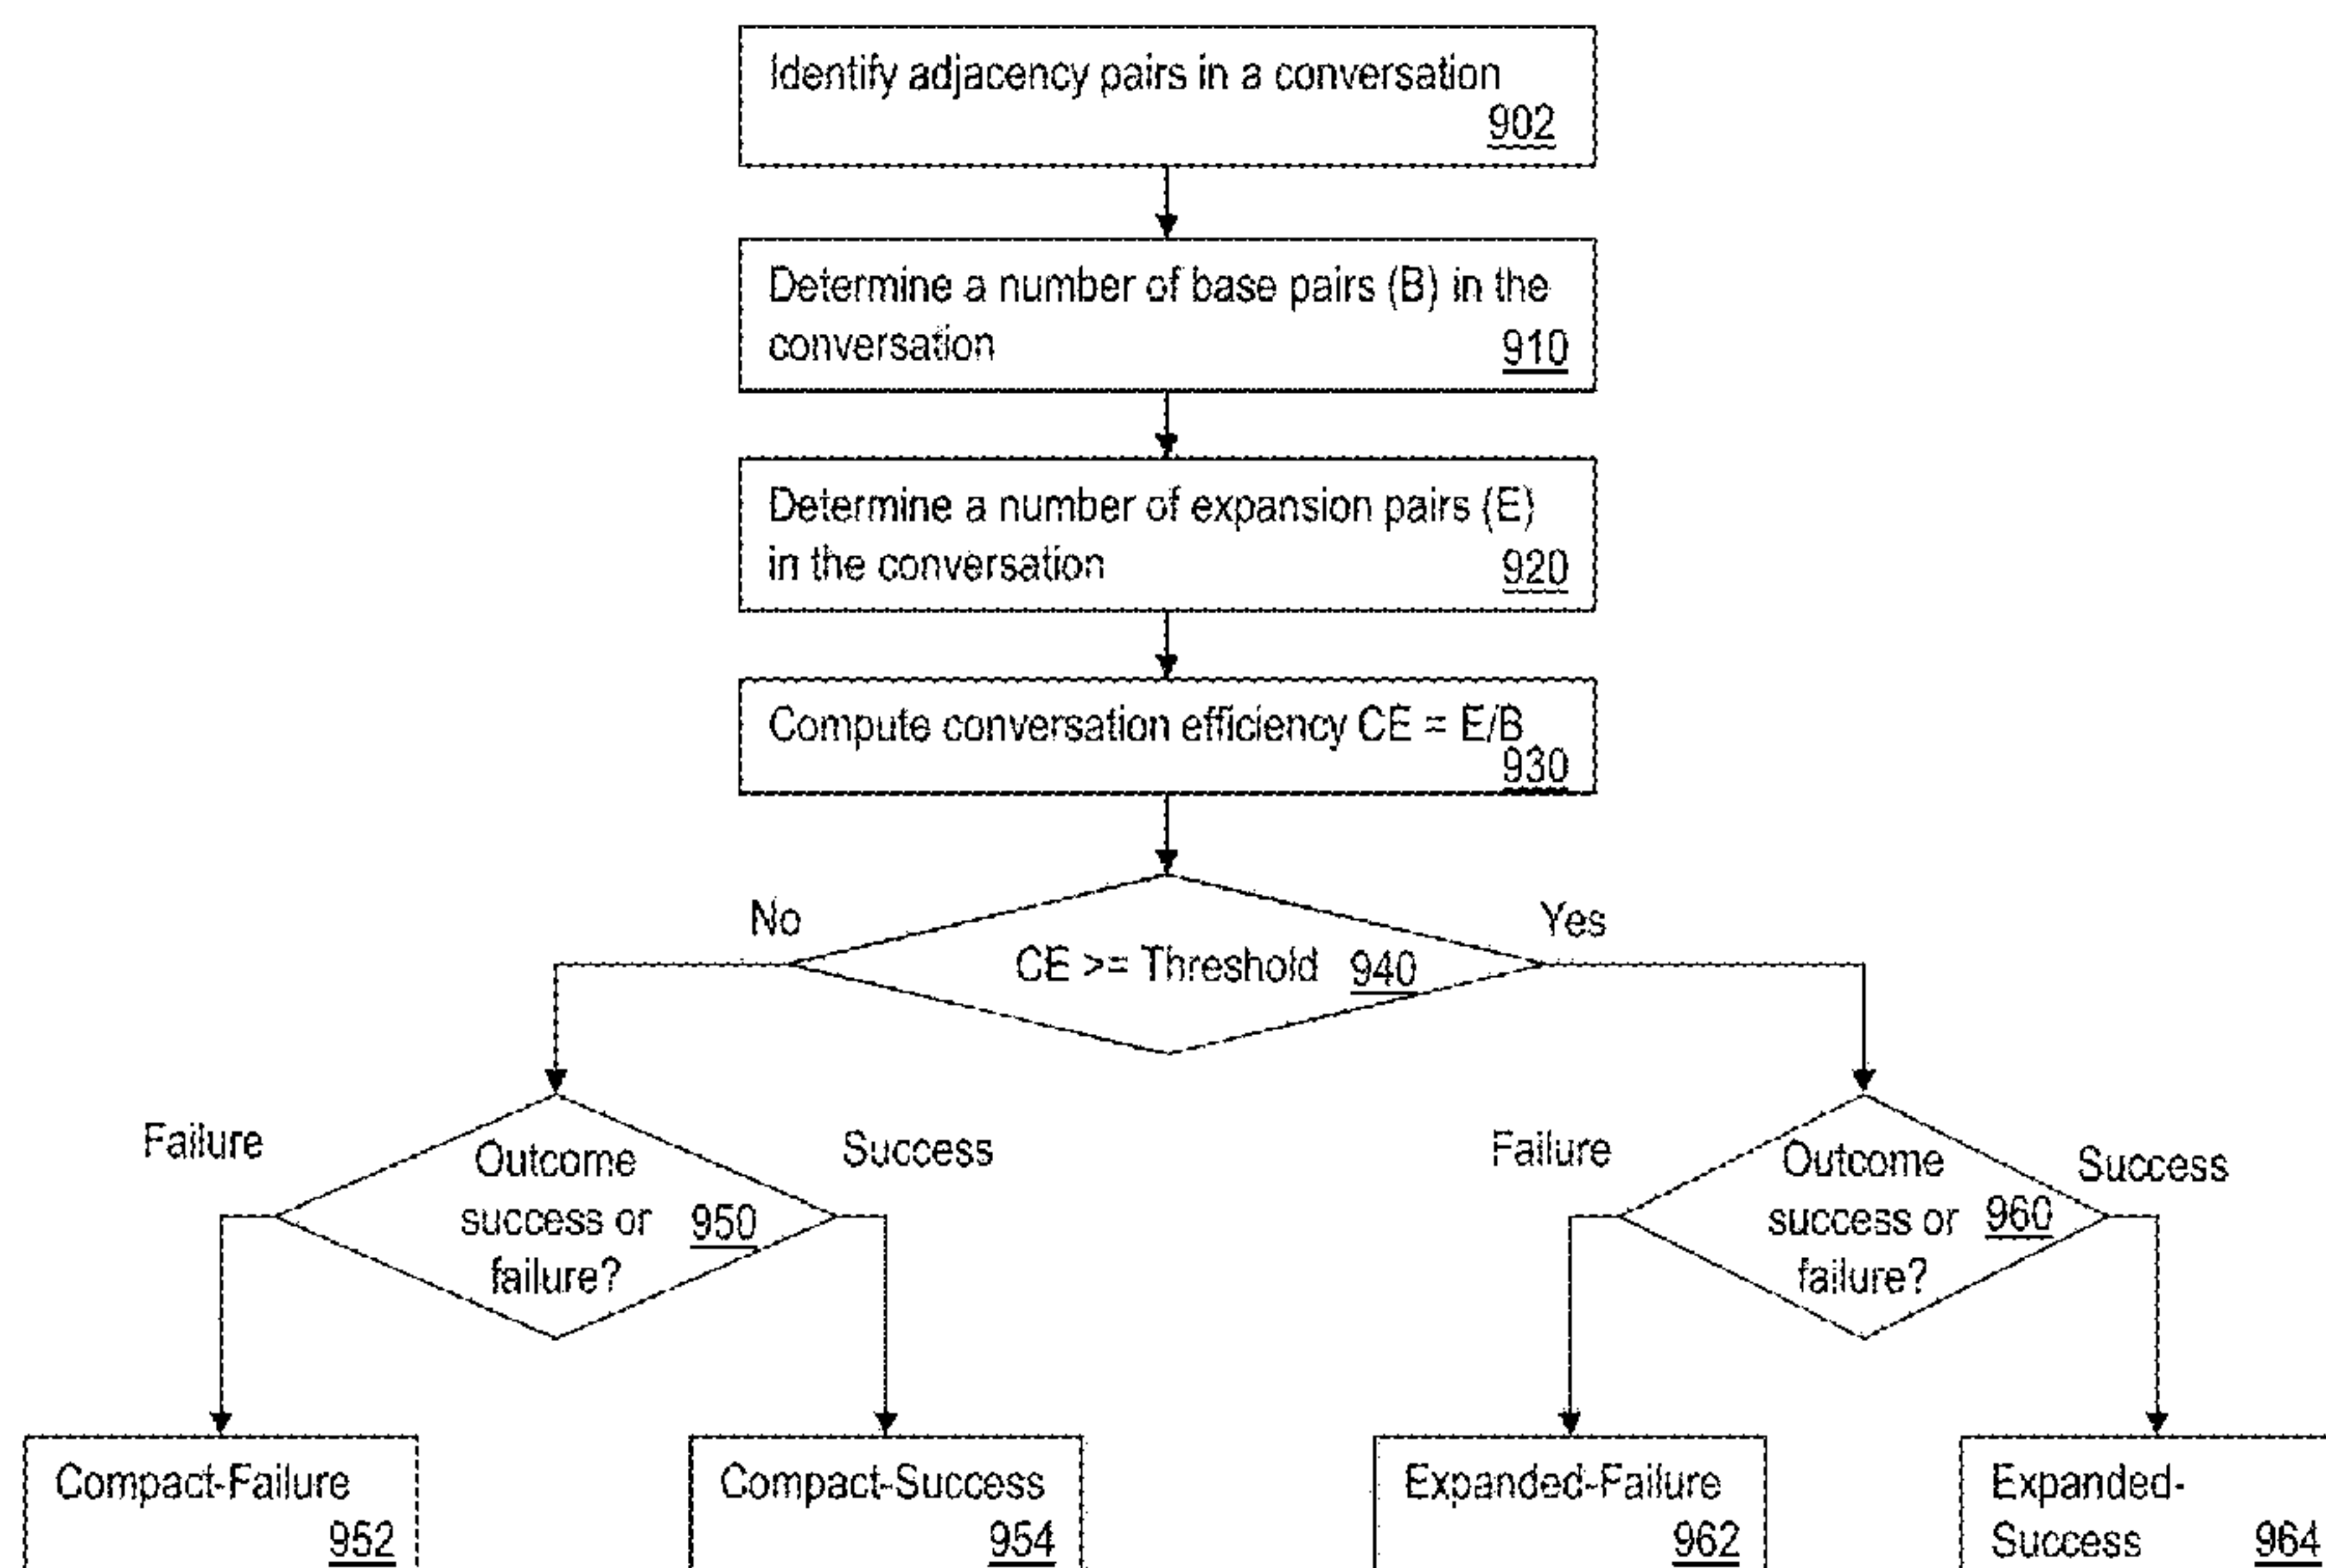 Identify adjacency pairs in a conversation
902
Determine a number of base pairs (B) in the
conversation 910
Determine a number of expansion pairs (E)
in the conversation 920
Compute conversation efficiency CE = E/B
930
No
Yes
CE >= Threshold 940
Failure
Outcome
success or 950
failure?
Success
Failure
Outcome
success or 960
failure?
Success
Compact-Failure
952
Compact-Success
954
Expanded-Failure
962
Expanded-
Success 964